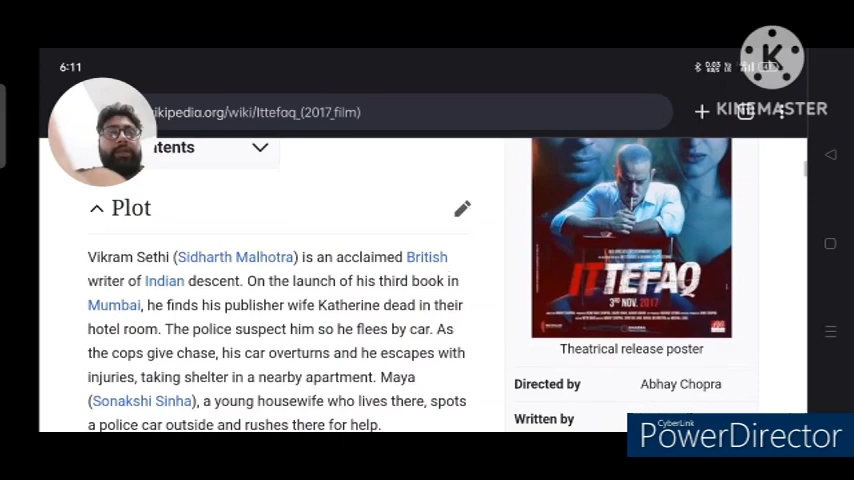 6:11
0.03
KB/S
KINEMASTER
ikipedia.org/wiki/Ittefaq_(2017_film)
tents
Plot
Vikram Sethi (Sidharth Malhotra) is an acclaimed British
writer of Indian descent. On the launch of his third book in
Mumbai, he finds his publisher wife Katherine dead in their
hotel room. The police suspect him so he flees by car. As
the cops give chase, his car overturns and he escapes with
injuries, taking shelter in a nearby apartment. Maya
(Sonakshi Sinha), a young housewife who lives there, spots
a police car outside and rushes there for help.
ITTEFAQ
3RD NOV. 2017
Theatrical release poster
Directed by Abhay Chopra
Written by
CyberLink
PowerDirector